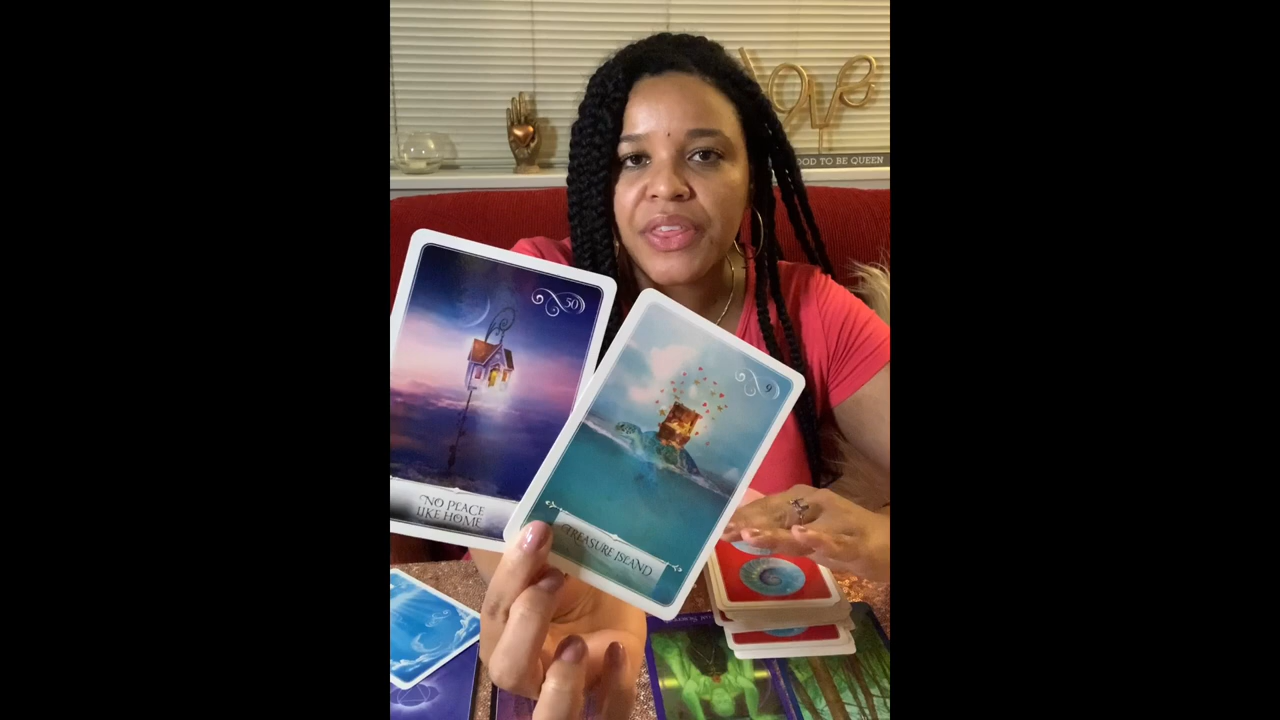 love
OOD TO BE QUEEN
50
NO PLACE
LIKE HOME
9
TREASURE ISLAND